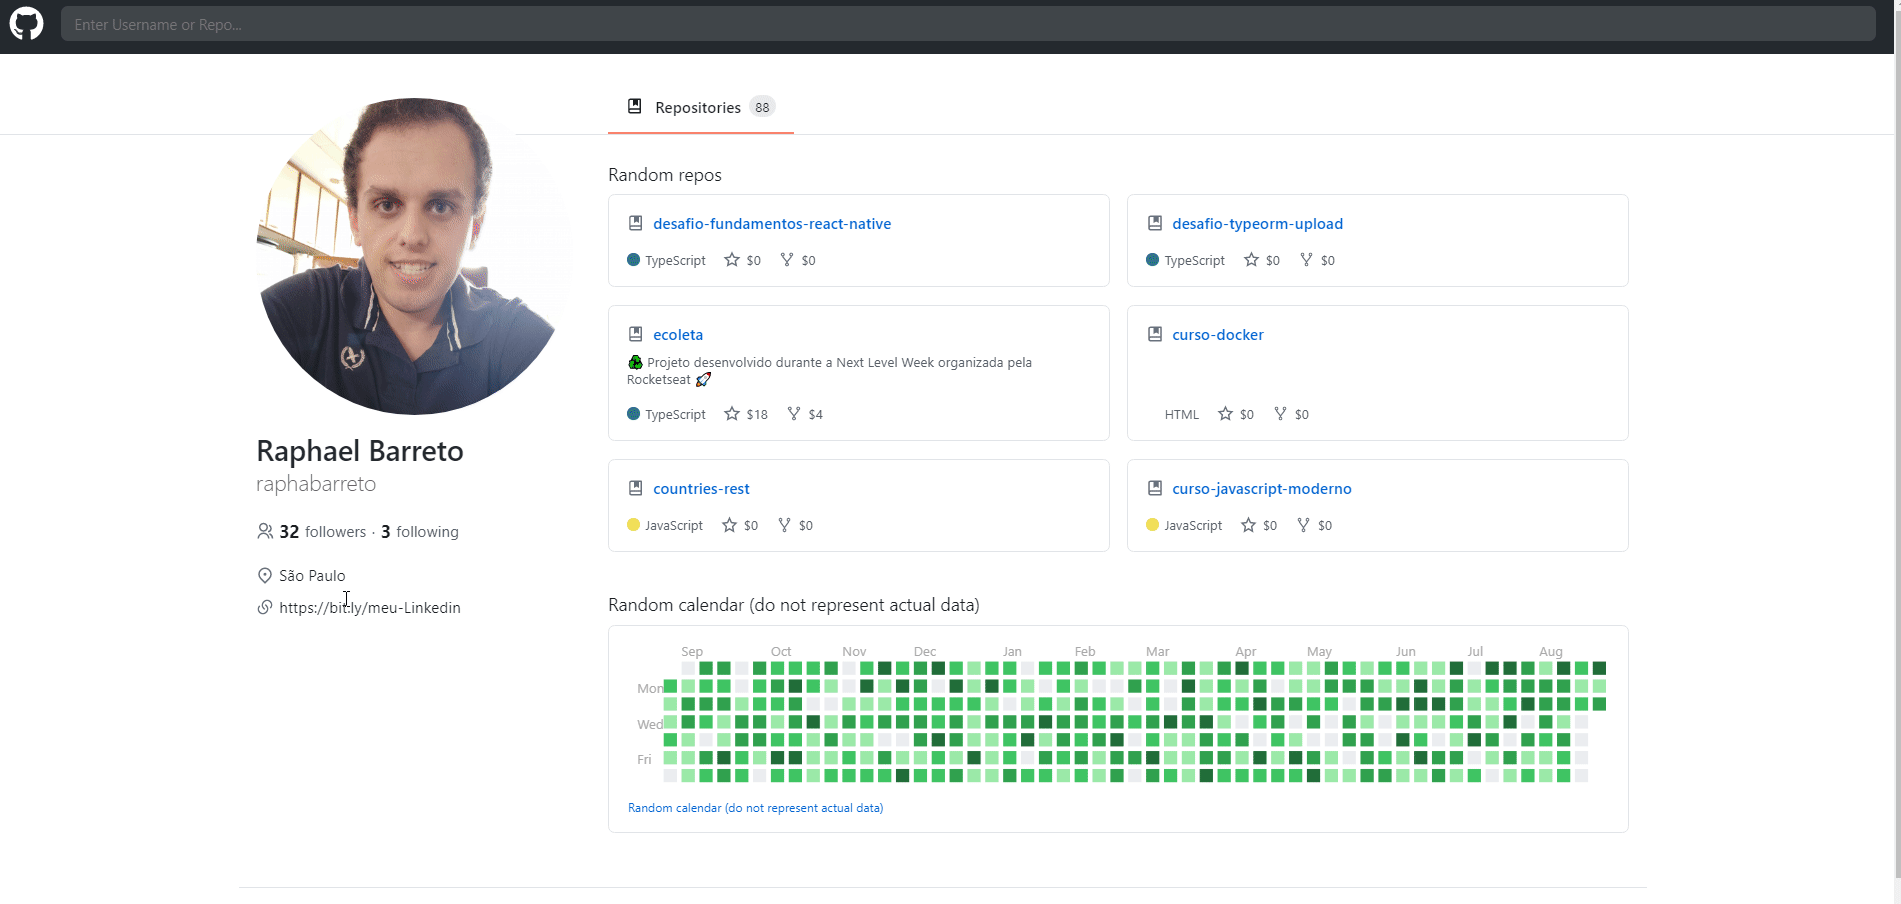 Enter Username or Repo...
Repositories 88
Raphael Barreto
raphabarreto
32 followers · 3 following
São Paulo
https://bit.ly/meu-Linkedin
Random repos
desafio-fundamentos-react-native
TypeScript $0 $0
desafio-typeorm-upload
TypeScript $0 $0
ecoleta
♻️ Projeto desenvolvido durante a Next Level Week organizada pela
Rocketseat 🚀
TypeScript $18 $4
curso-docker
HTML $0 $0
countries-rest
JavaScript $0 $0
curso-javascript-moderno
JavaScript $0 $0
Random calendar (do not represent actual data)
Sep Oct Nov Dec Jan Feb Mar Apr May Jun Jul Aug
Mon
Wed
Fri
Random calendar (do not represent actual data)